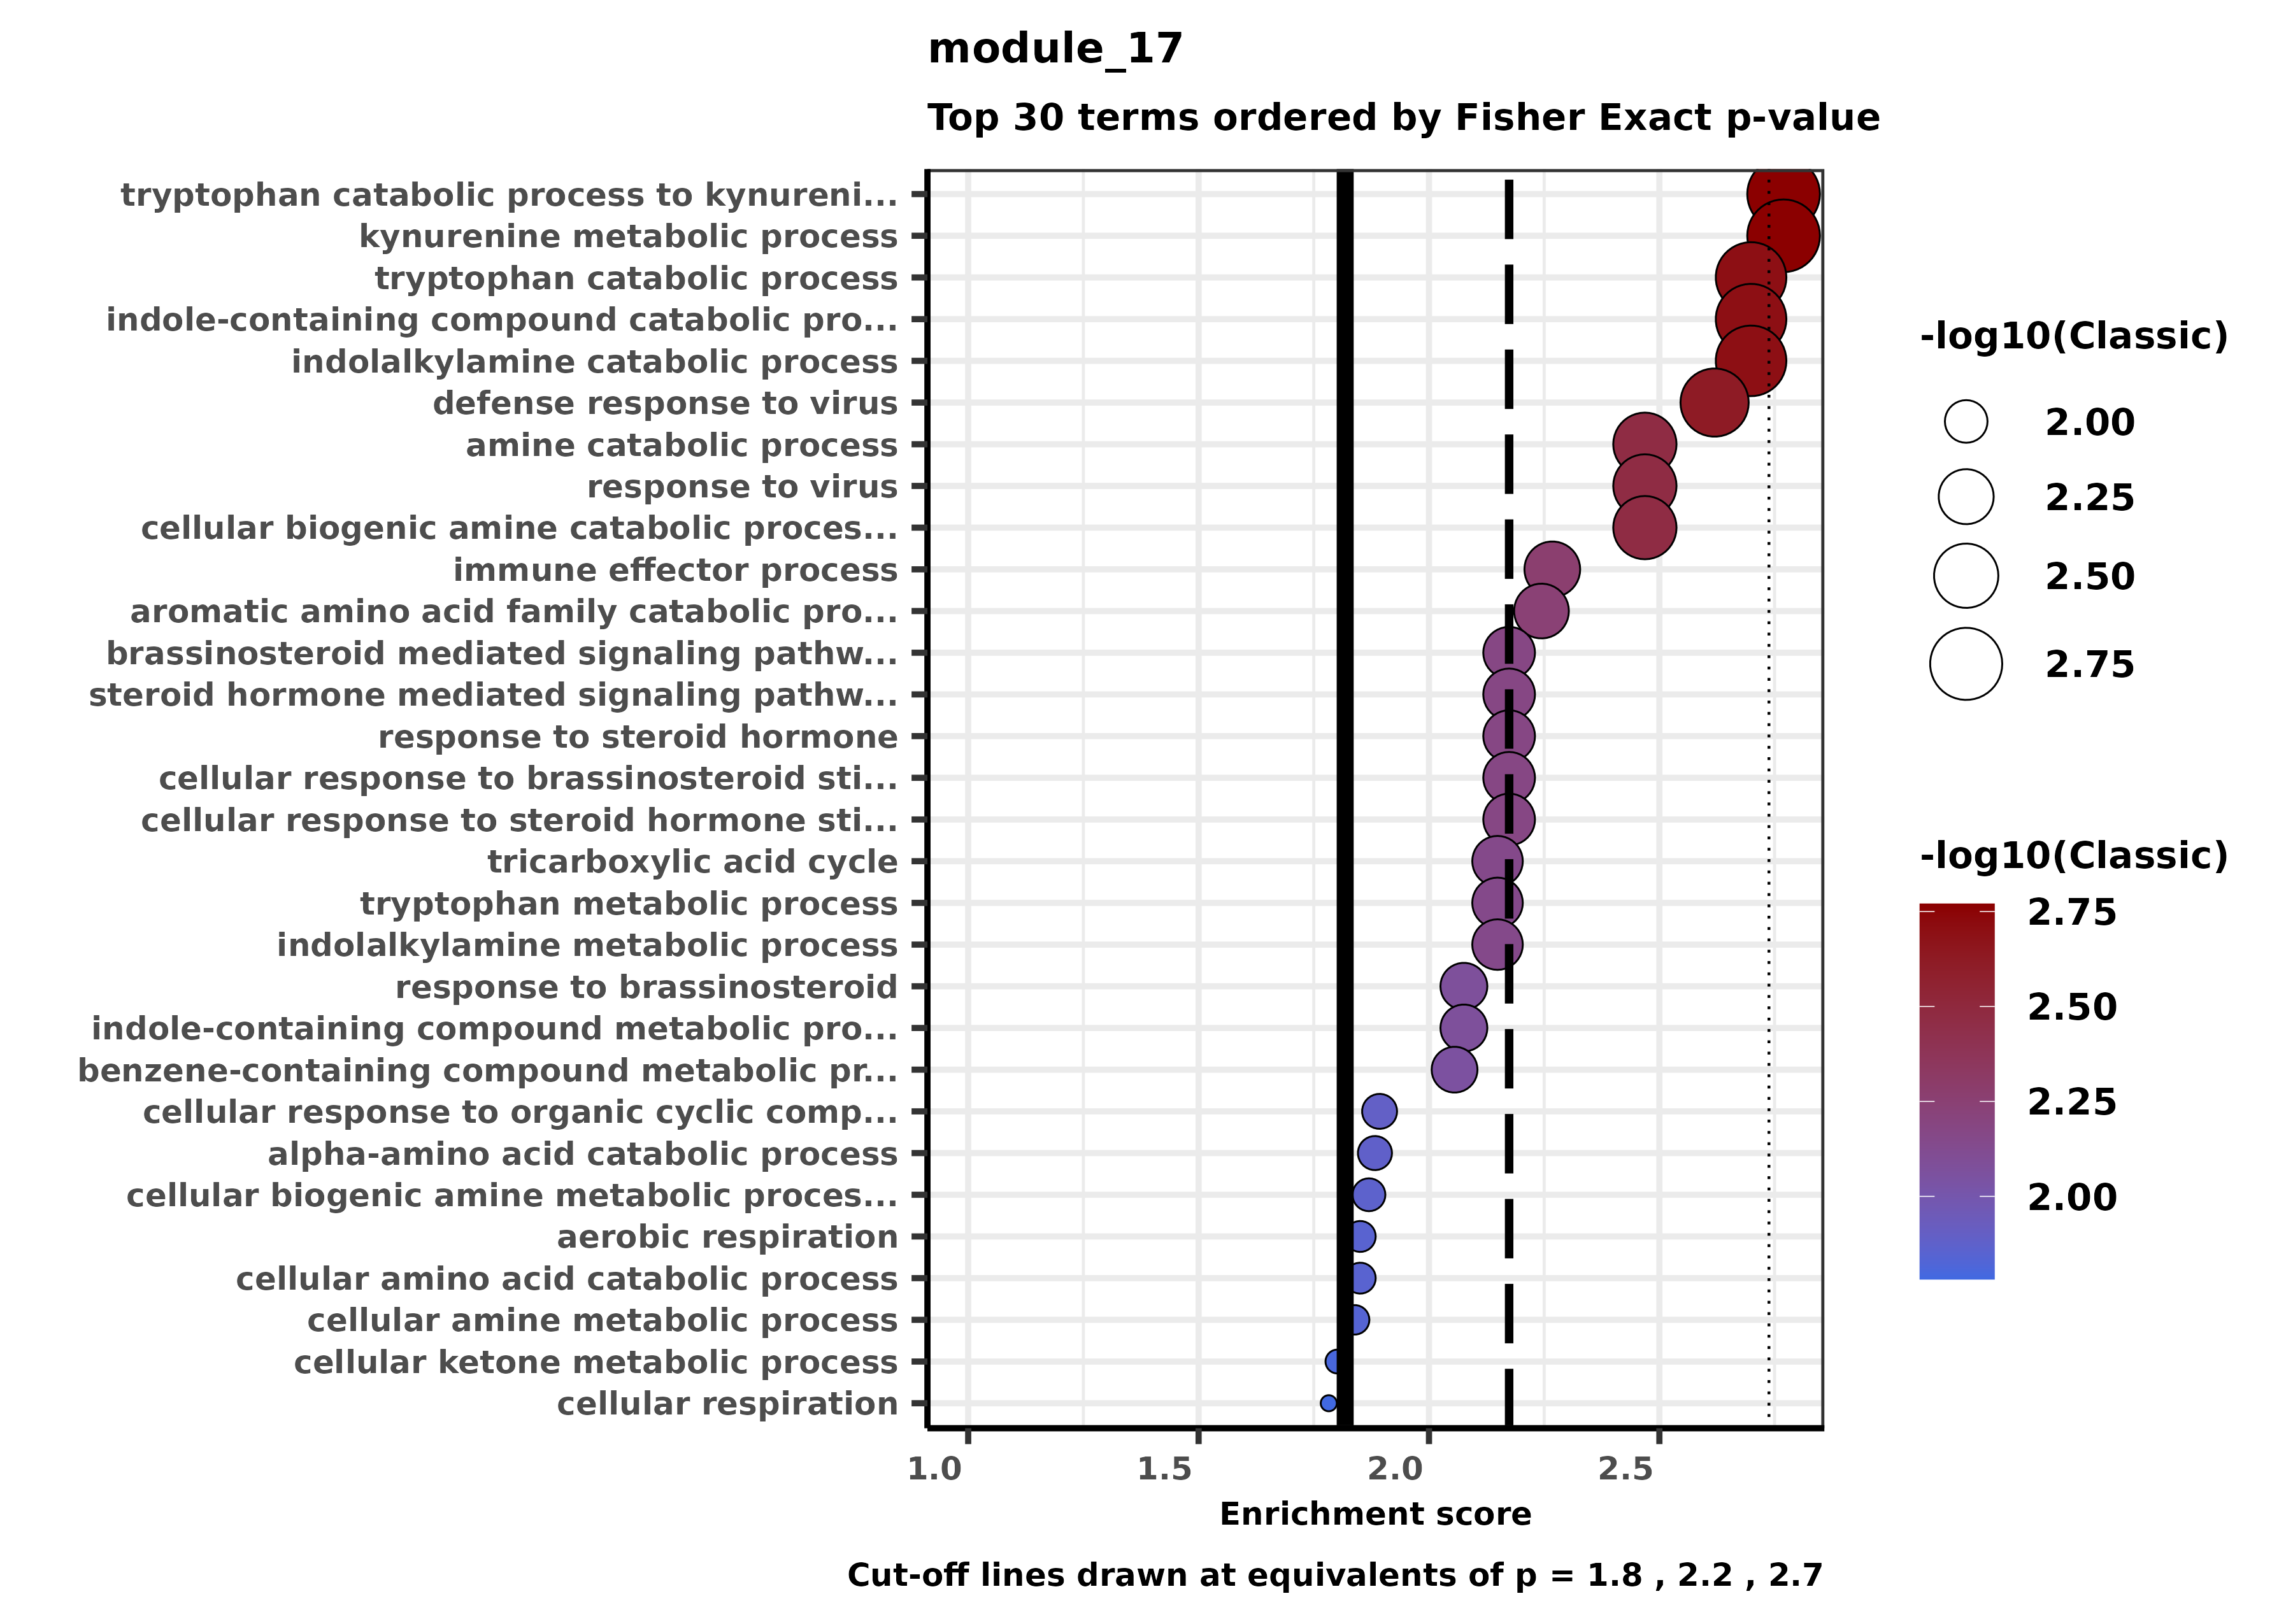 module_17
Top 30 terms ordered by Fisher Exact p-value
tryptophan catabolic process to kynureni...
kynurenine metabolic process
tryptophan catabolic process
indole-containing compound catabolic pro...
indolalkylamine catabolic process
defense response to virus
amine catabolic process
response to virus
cellular biogenic amine catabolic proces...
immune effector process
aromatic amino acid family catabolic pro...
brassinosteroid mediated signaling pathw...
steroid hormone mediated signaling pathw...
response to steroid hormone
cellular response to brassinosteroid sti...
cellular response to steroid hormone sti...
tricarboxylic acid cycle
tryptophan metabolic process
indolalkylamine metabolic process
response to brassinosteroid
indole-containing compound metabolic pro...
benzene-containing compound metabolic pr...
cellular response to organic cyclic comp...
alpha-amino acid catabolic process
cellular biogenic amine metabolic proces...
aerobic respiration
cellular amino acid catabolic process
cellular amine metabolic process
cellular ketone metabolic process
cellular respiration
1.0 1.5 2.0 2.5
Enrichment score
Cut-off lines drawn at equivalents of p = 1.8 , 2.2 , 2.7
-log10(Classic)
2.00
2.25
2.50
2.75
-log10(Classic)
2.75
2.50
2.25
2.00